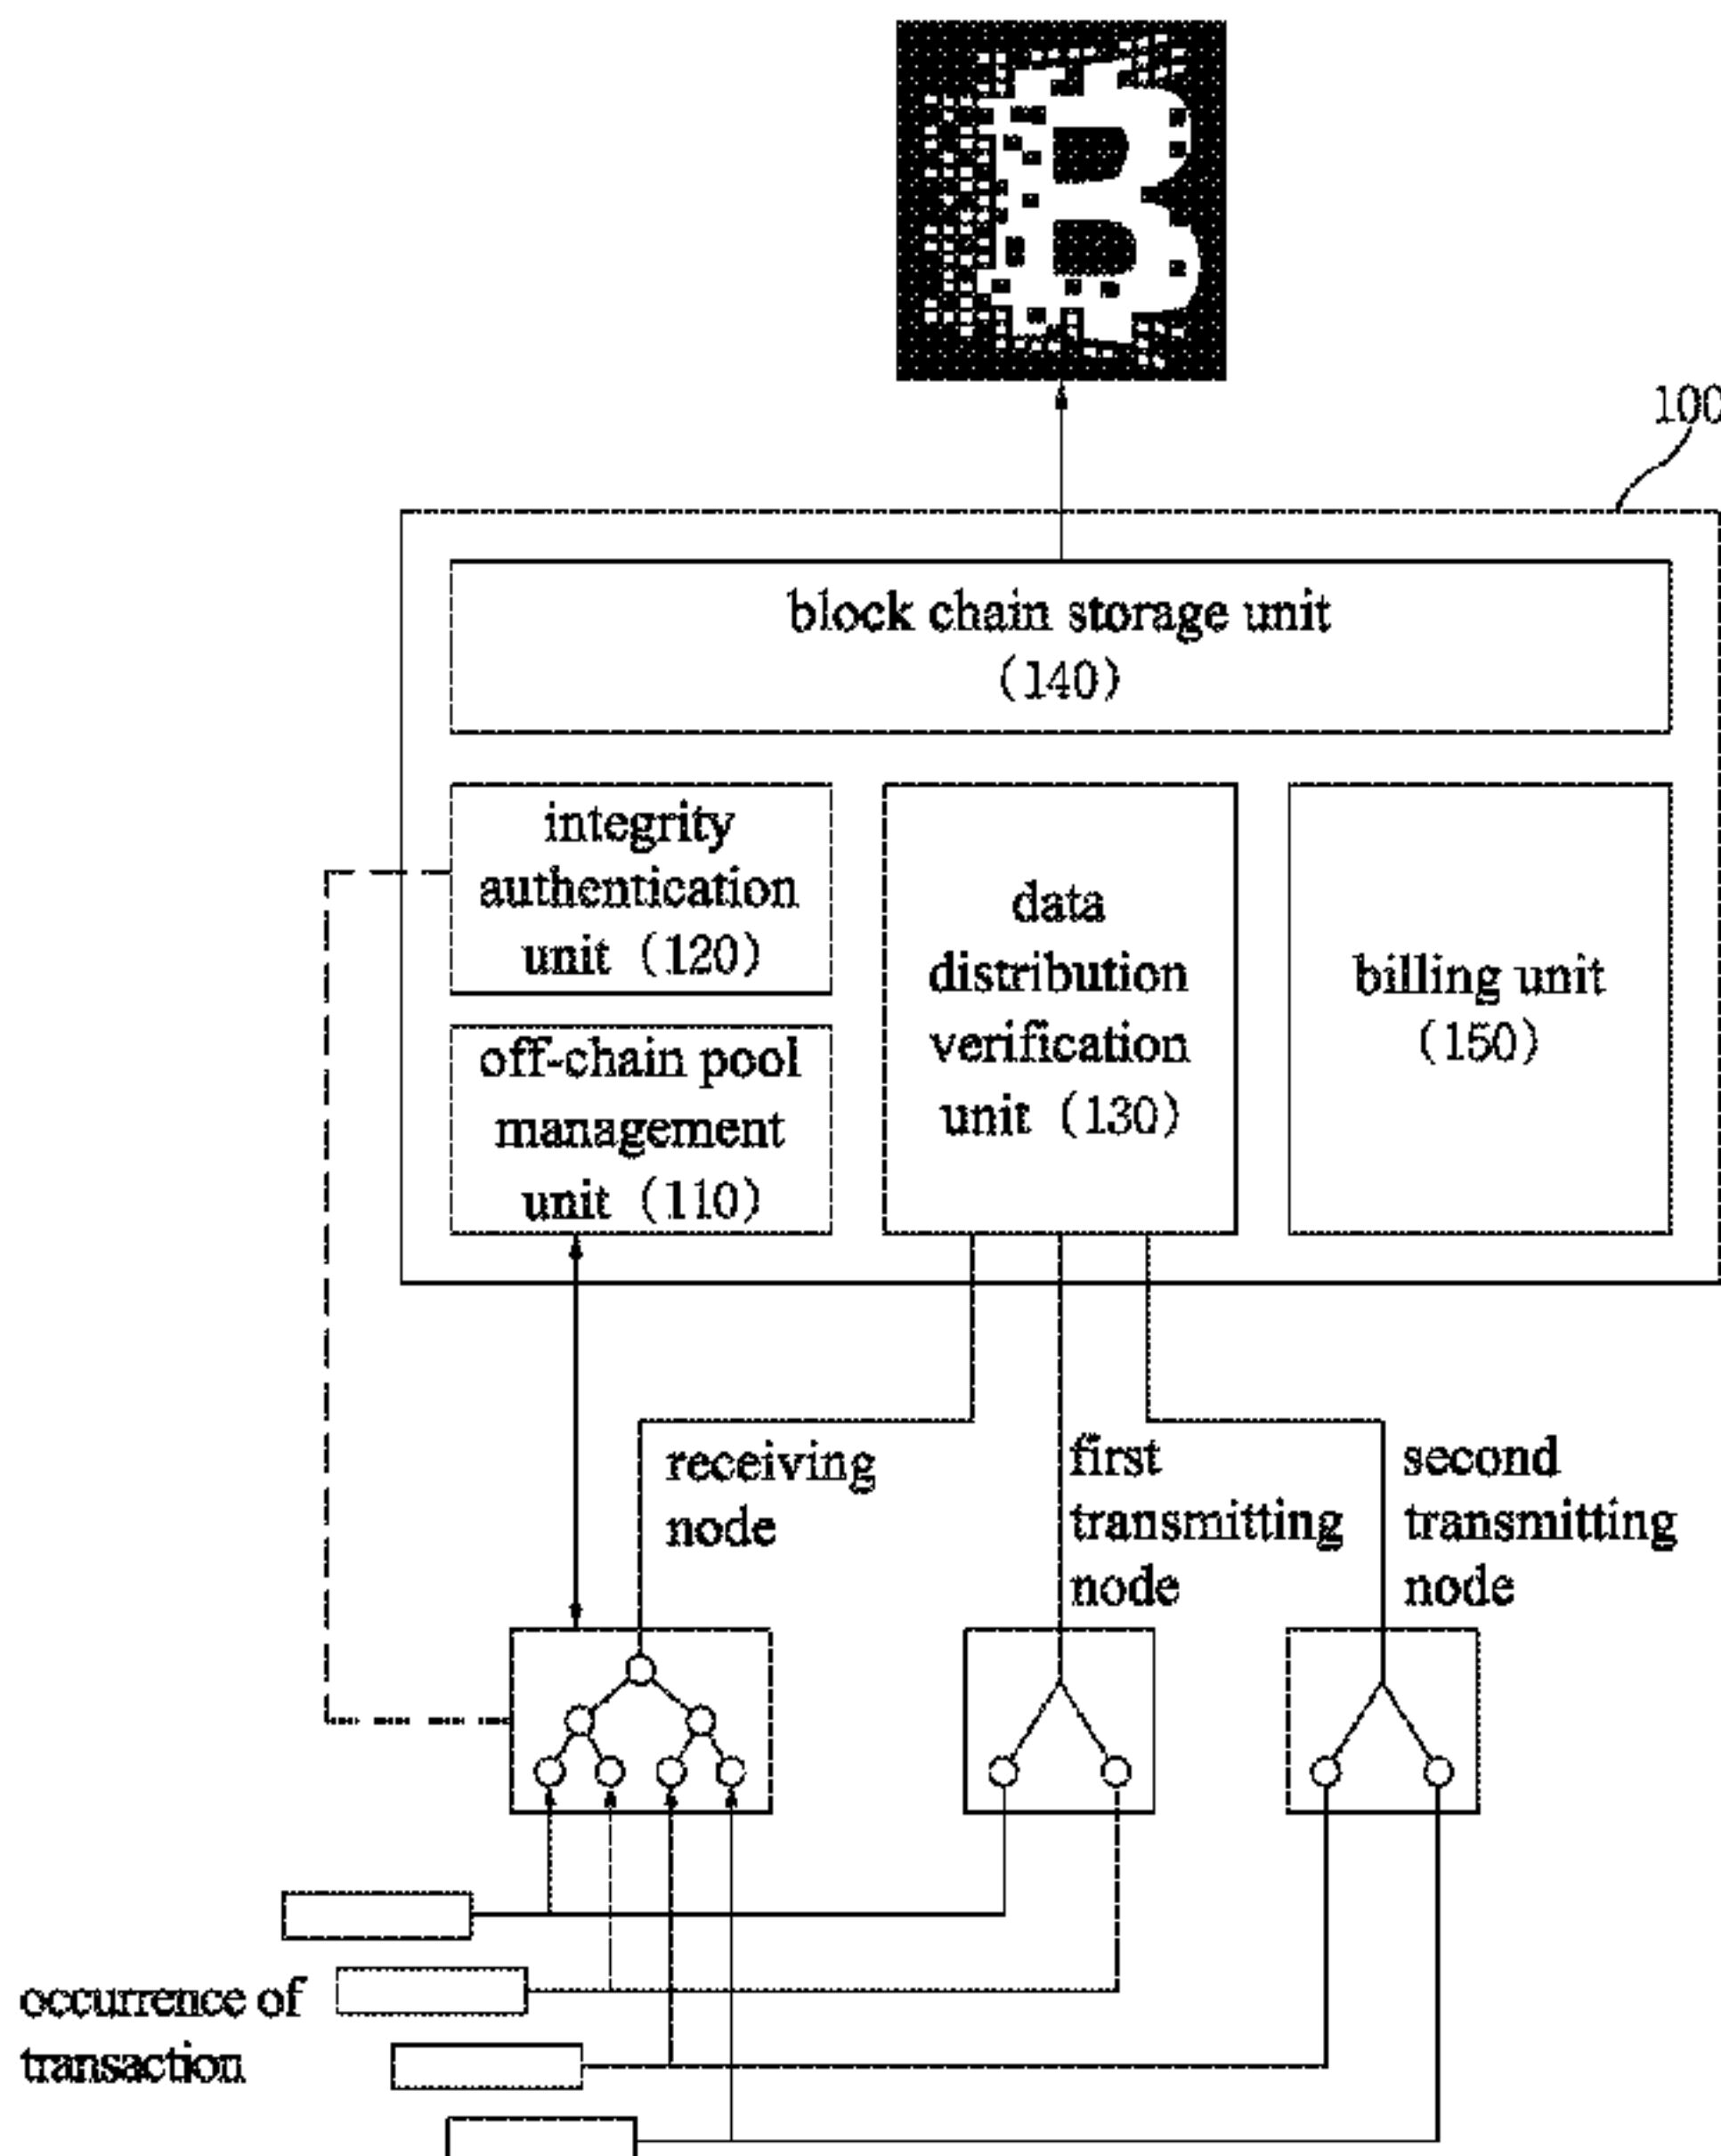 100
block chain storage unit
(140)
integrity
authentication
unit (120)
off-chain pool
management
unit (110)
data
distribution
verification
unit (130)
billing unit
(150)
receiving
node
first
transmitting
node
second
transmitting
node
occurrence of
transaction